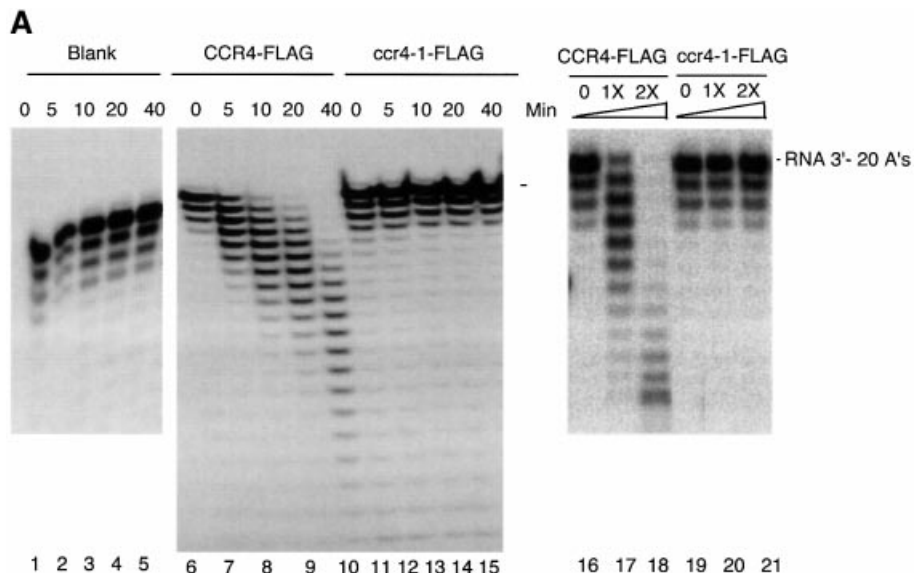 A
Blank CCR4-FLAG ccr4-1-FLAG CCR4-FLAG ccr4-1-FLAG
0 5 10 20 40 0 5 10 20 40 0 5 10 20 40 Min 0 1X 2X 0 1X 2X
-RNA 3'- 20 A's
-
1 2 3 4 5 6 7 8 9 10 11 12 13 14 15 16 17 18 19 20 21